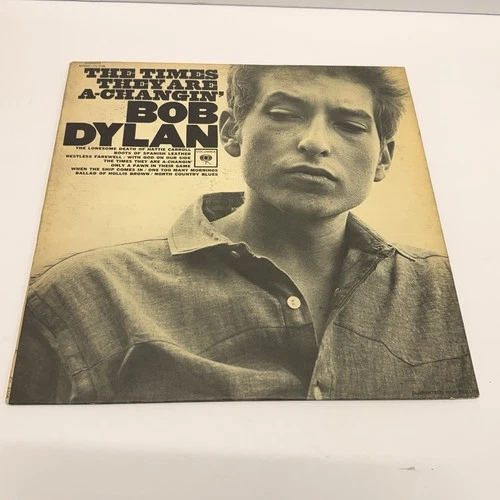 THE TIMES
THEY ARE
A-CHANGIN'
BOB
DYLAN
THE LONESOME DEATH OF HATTIE CARROLL
BOOTS OF SPANISH LEATHER
RESTLESS FAREWELL / WITH GOD ON OUR SIDE
THE TIMES THEY ARE A-CHANGIN'
ONLY A PAWN IN THEIR GAME
WHEN THE SHIP COMES IN / ONE TOO MANY MORNINGS
BALLAD OF HOLLIS BROWN / NORTH COUNTRY BLUES
COLUMBIA